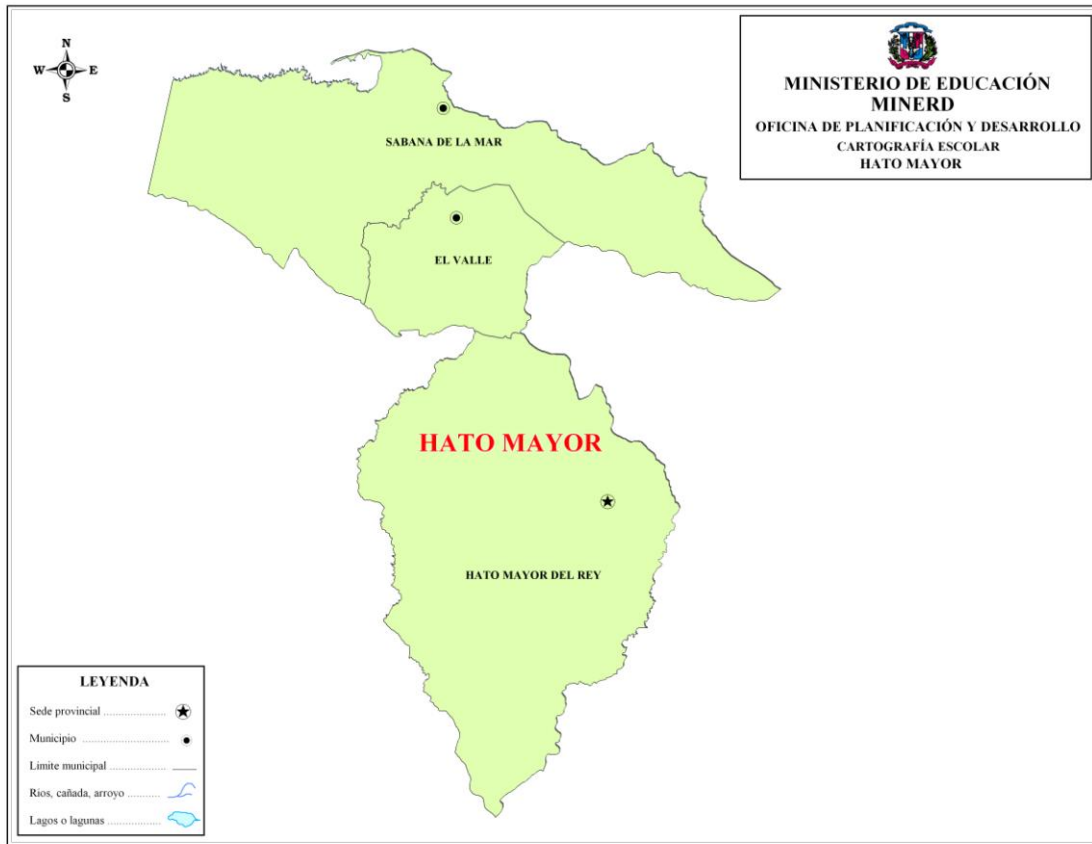 N
W E
S
MINISTERIO DE EDUCACIÓN
MINERD
OFICINA DE PLANIFICACIÓN Y DESARROLLO
CARTOGRAFÍA ESCOLAR
HATO MAYOR
SABANA DE LA MAR
EL VALLE
HATO MAYOR
HATO MAYOR DEL REY
LEYENDA
Sede provincial ......................
Municipio ..............................
Limite municipal ....................
Rios, cañada, arroyo ...........
Lagos o lagunas ...................